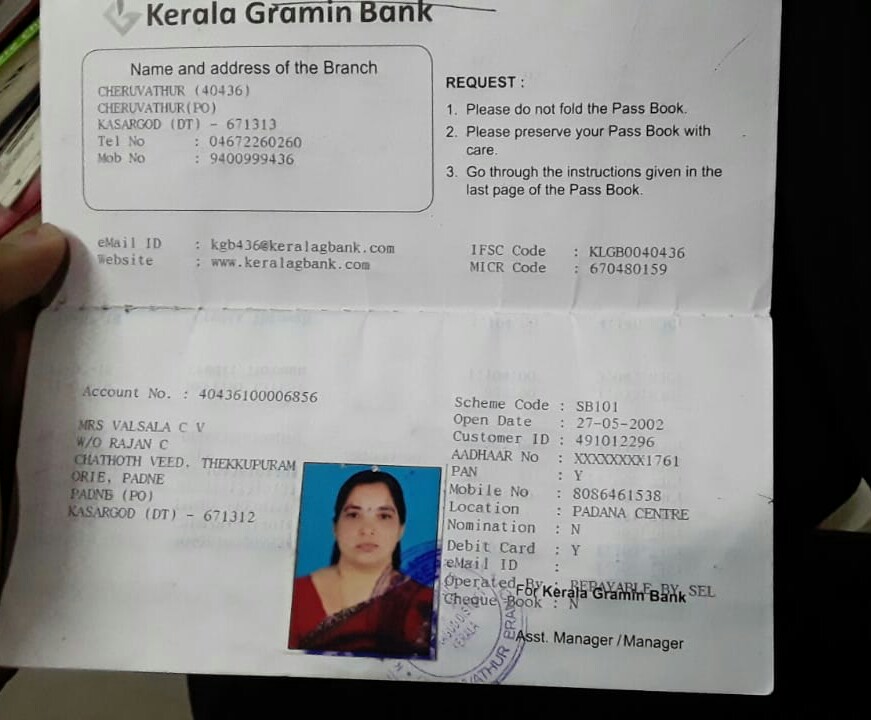 Kerala Gramin Bank
Name and address of the Branch
CHERUVATHUR (40436)
CHERUVATHUR(PO)
KASARGOD (DT) - 671313
Tel No : 04672260260
Mob No : 9400999436
REQUEST :
1. Please do not fold the Pass Book.
2. Please preserve your Pass Book with
care.
3. Go through the instructions given in the
last page of the Pass Book.
eMail ID : kgb436@keralagbank.com
Website : www.keralagbank.com
IFSC Code : KLGB0040436
MICR Code : 670480159
Account No. : 40436100006856
MRS VALSALA C V
W/O RAJAN C
CHATHOTH VEED, THEKKUPURAM
ORIE, PADNE
PADNE (PO)
KASARGOD (DT) - 671312
Scheme Code : SB101
Open Date : 27-05-2002
Customer ID : 491012296
AADHAAR No : XXXXXXXX1761
PAN : Y
Mobile No : 8086461538
Location : PADANA CENTRE
Nomination : N
Debit Card : Y
eMail ID :
Operated By : REPAYABLE BY SEL
Cheque Book : N
For Kerala Gramin Bank
Asst. Manager / Manager
KERALA